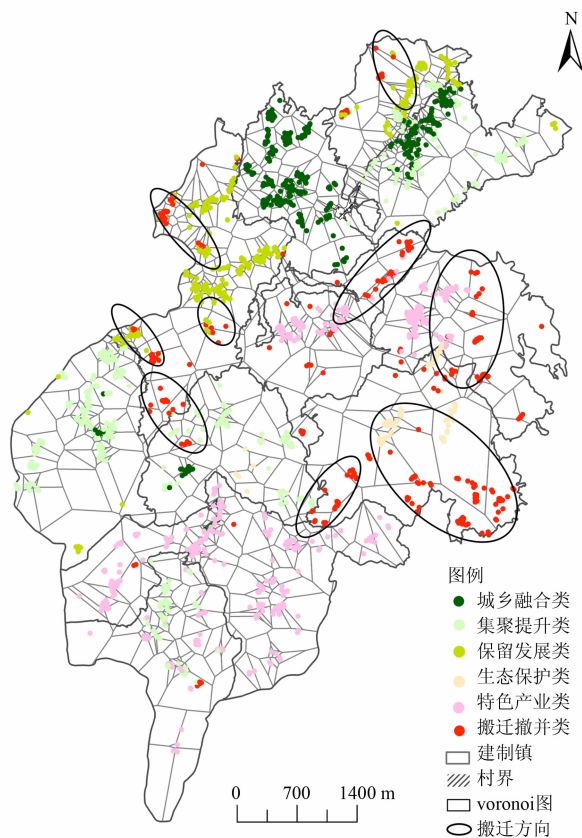 N
图例
城乡融合类
集聚提升类
保留发展类
生态保护类
特色产业类
搬迁撤并类
建制镇
村界
voronoi图
搬迁方向
0 700 1400 m